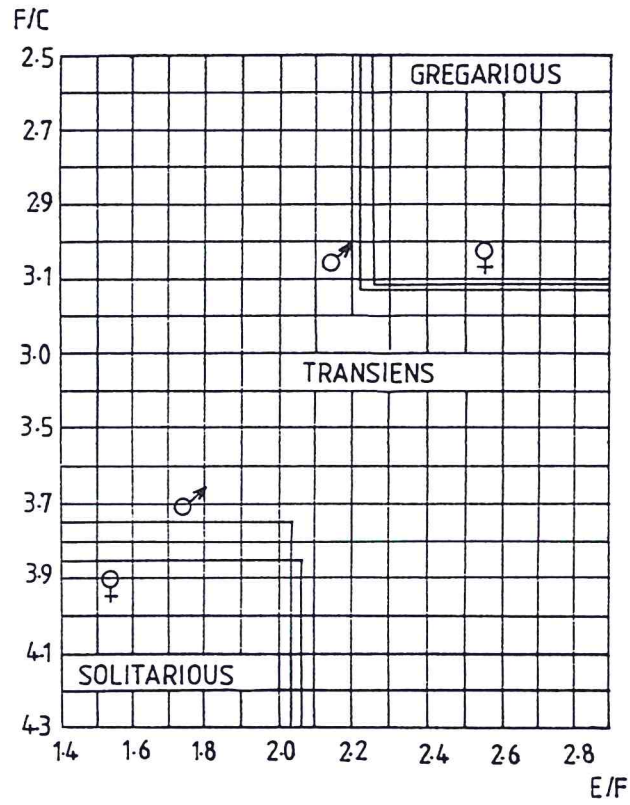 F/C
2.5
GREGARIOUS
2.7
2.9
♂ ♀
3.1
3.0
TRANSIENS
3.5
3.7
♂
3.9
♀
4.1
SOLITARIOUS
4.3
1.4 1.6 1.8 2.0 2.2 2.4 2.6 2.8
E/F